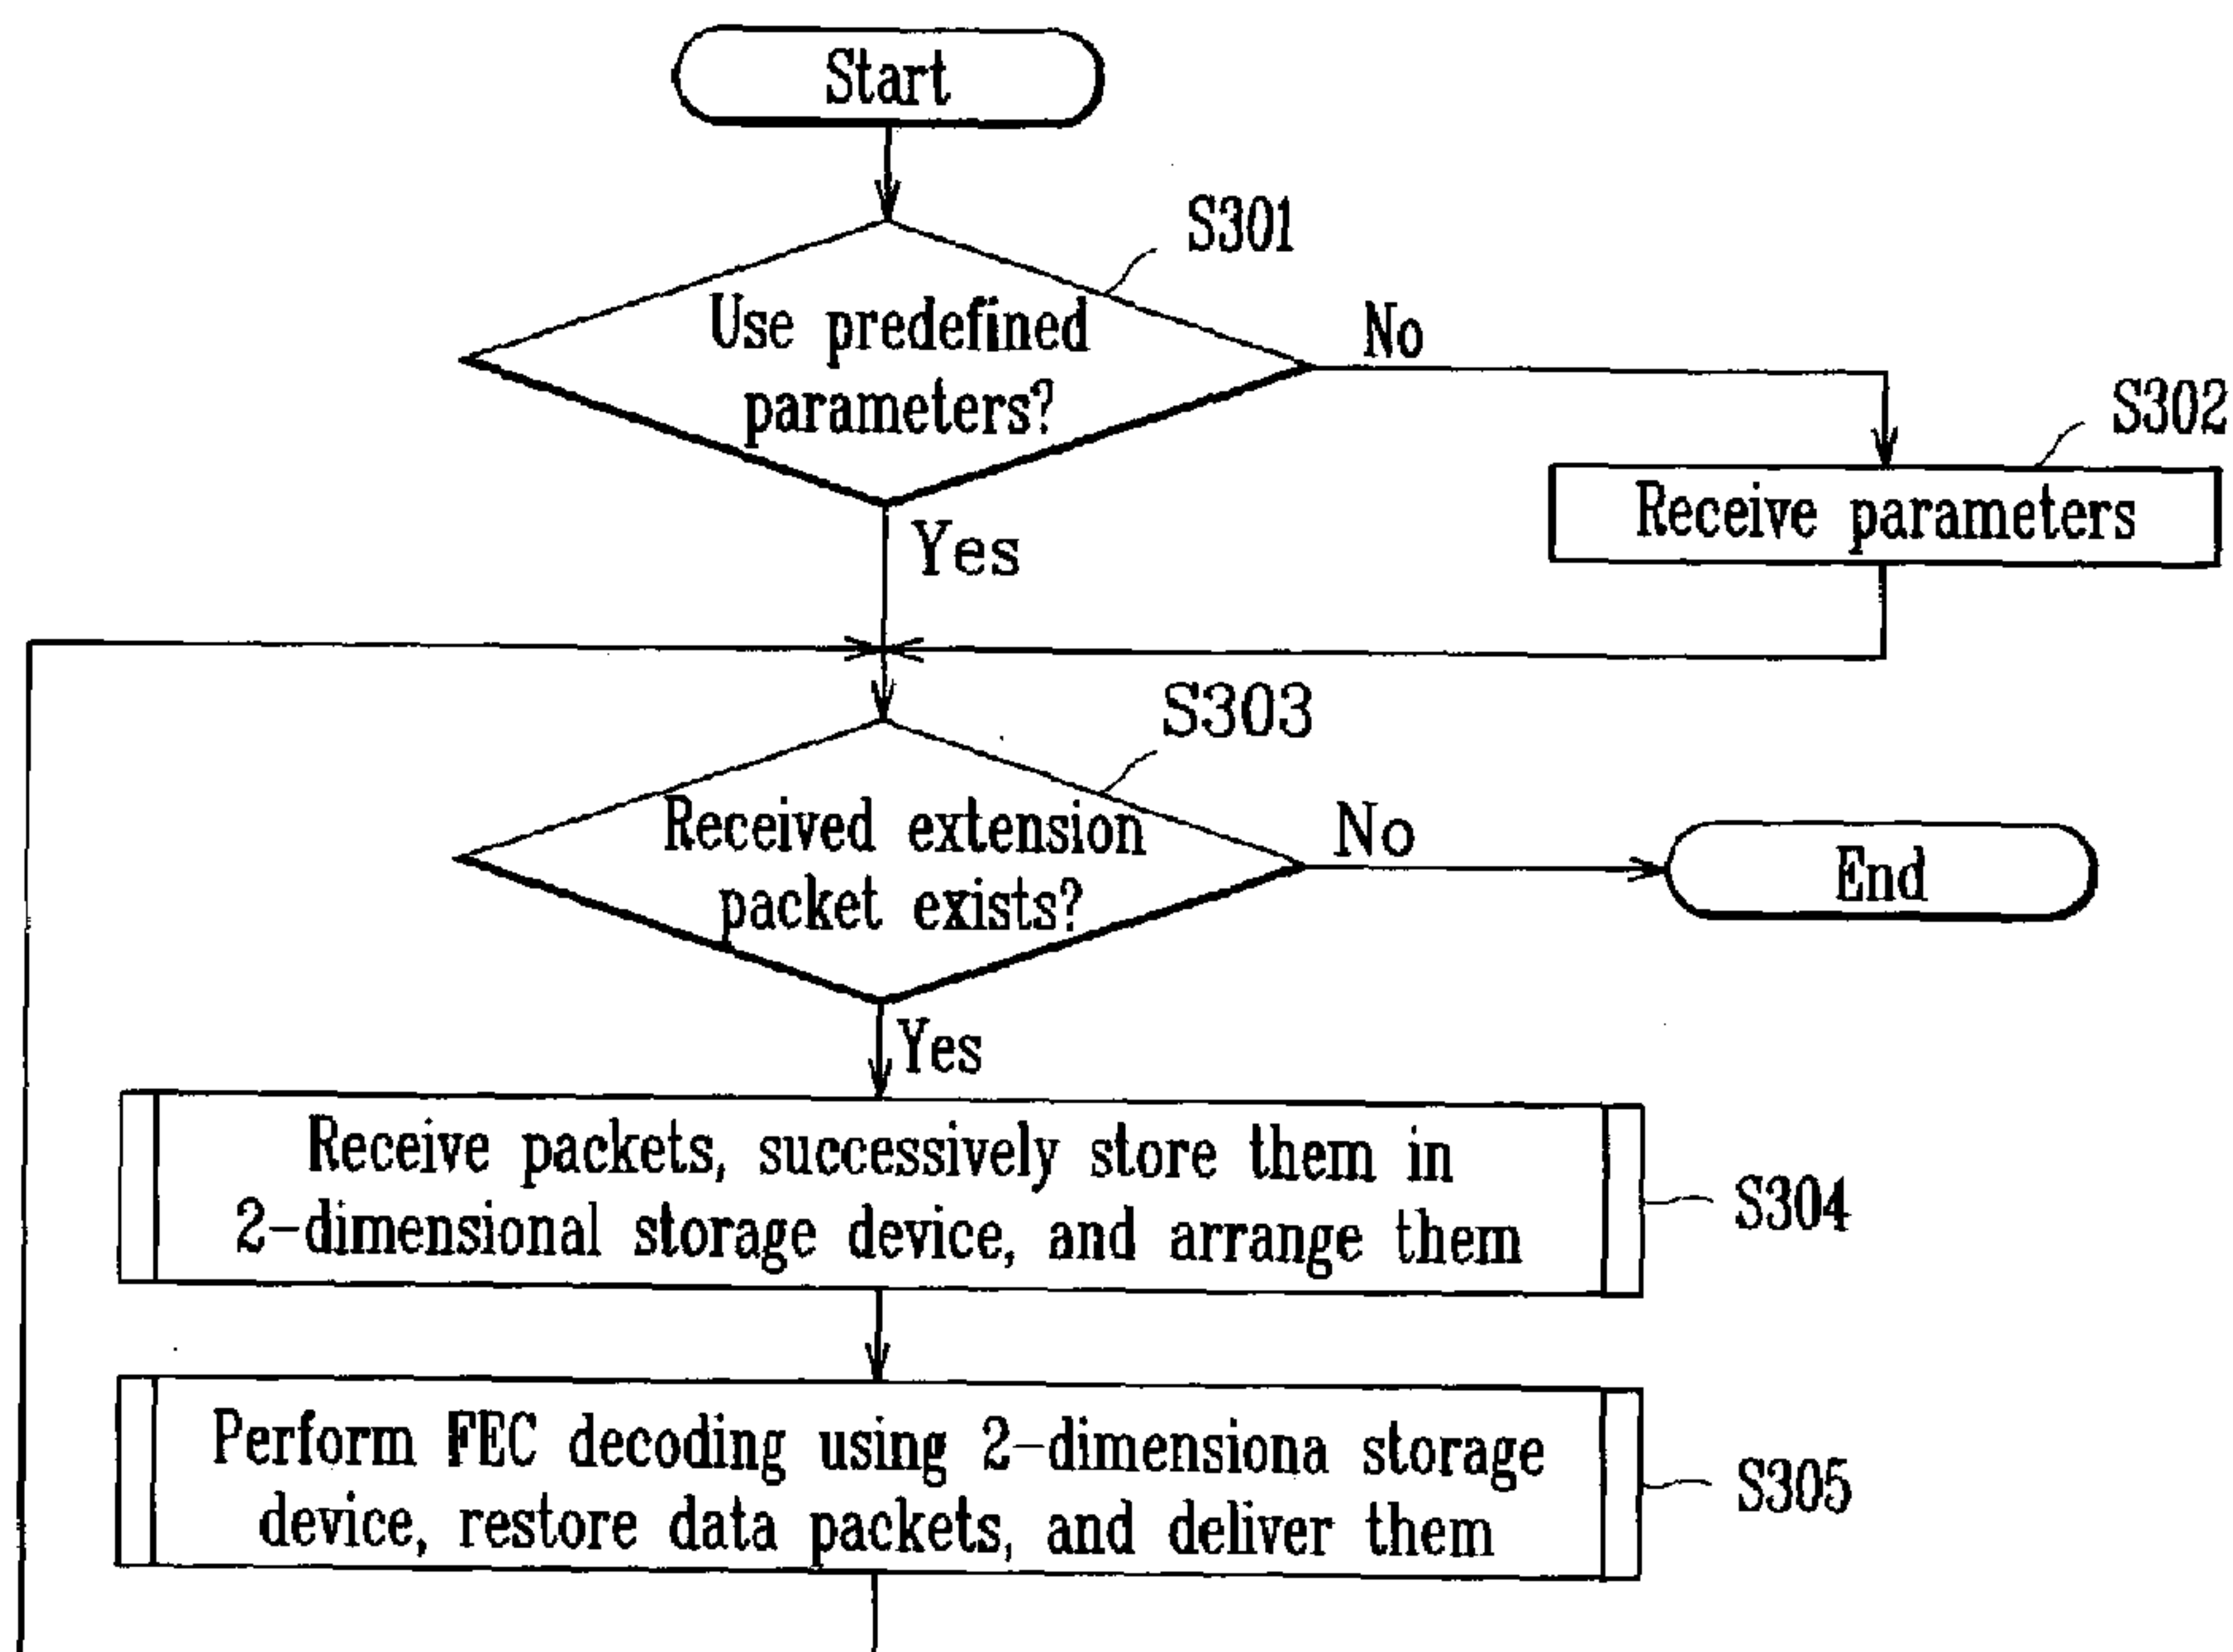 Start
S301
Use predefined
parameters?
No
S302
Receive parameters
Yes
S303
Received extension
packet exists?
No
End
Yes
Receive packets, successively store them in
2-dimensional storage device, and arrange them
S304
Perform FEC decoding using 2-dimensiona storage
device, restore data packets, and deliver them
S305